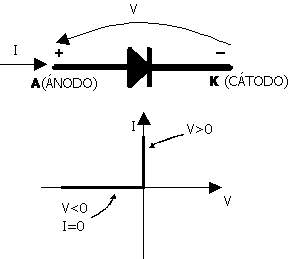 V
I
+ −
A(ÁNODO) K (CÁTODO)
I
V>0
V<0
I=0
V